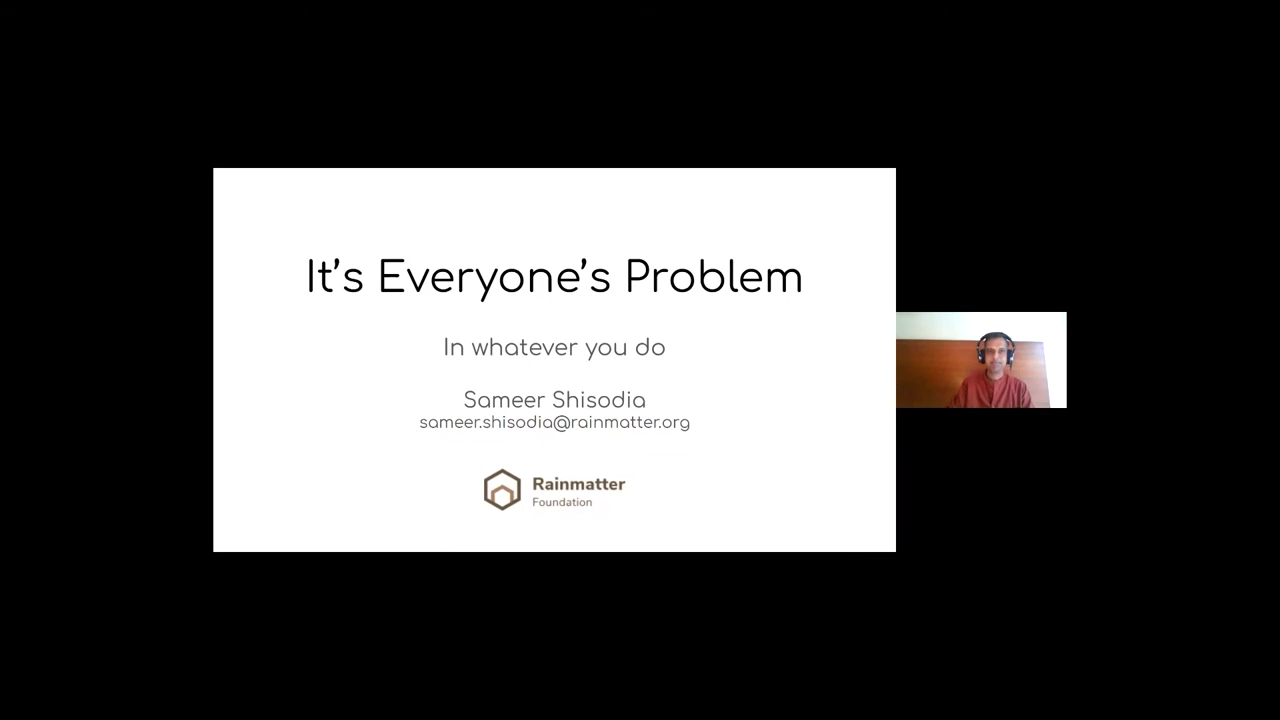 It's Everyone's Problem
In whatever you do
Sameer Shisodia
sameer.shisodia@rainmatter.org
Rainmatter
Foundation